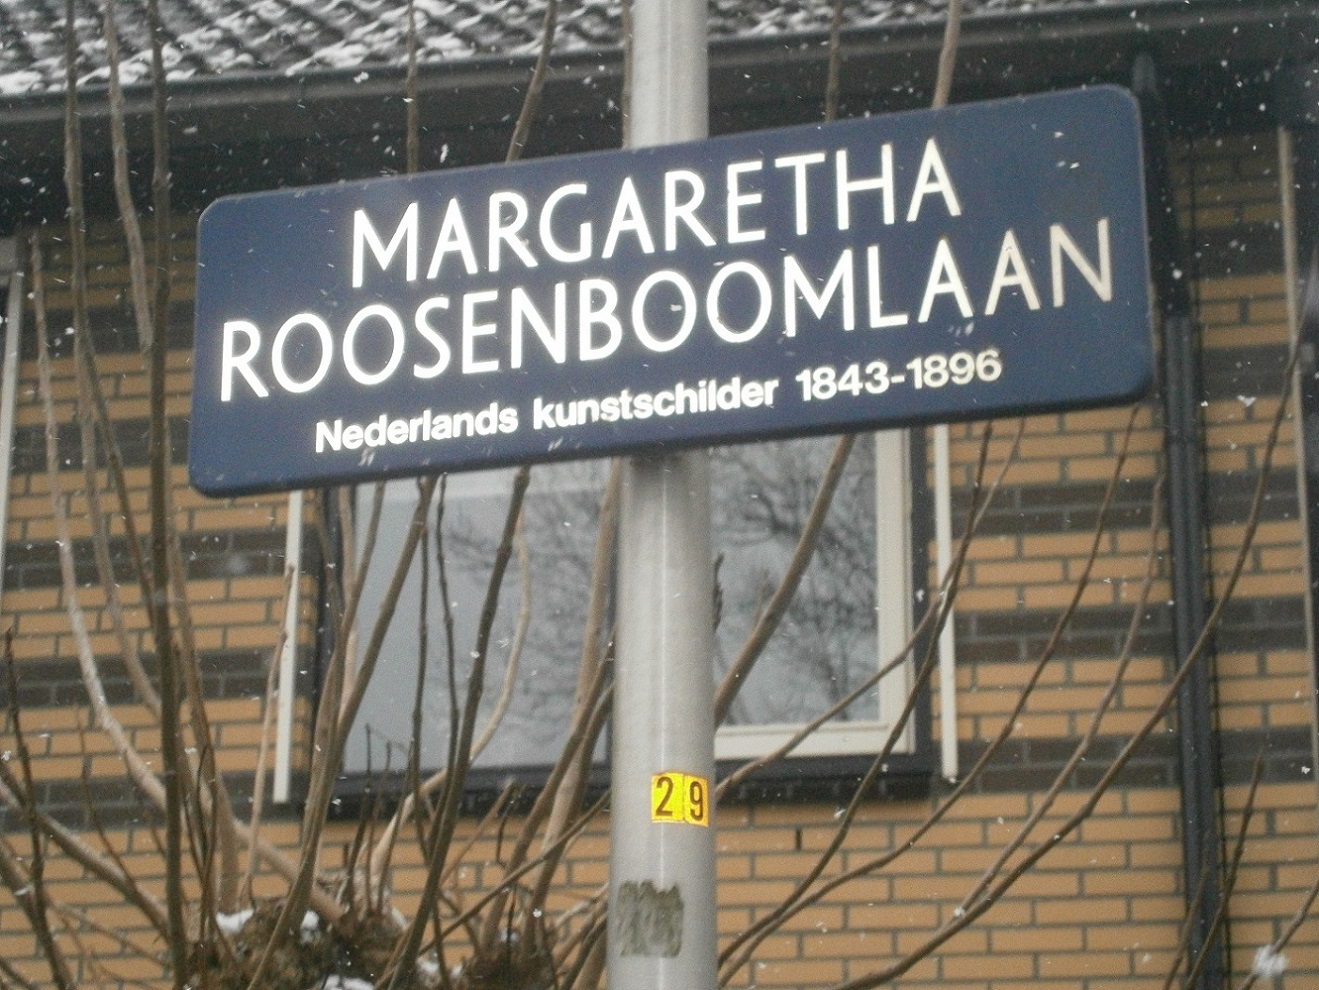 MARGARETHA
ROOSENBOOMLAAN
Nederlands kunstschilder 1843-1896
29